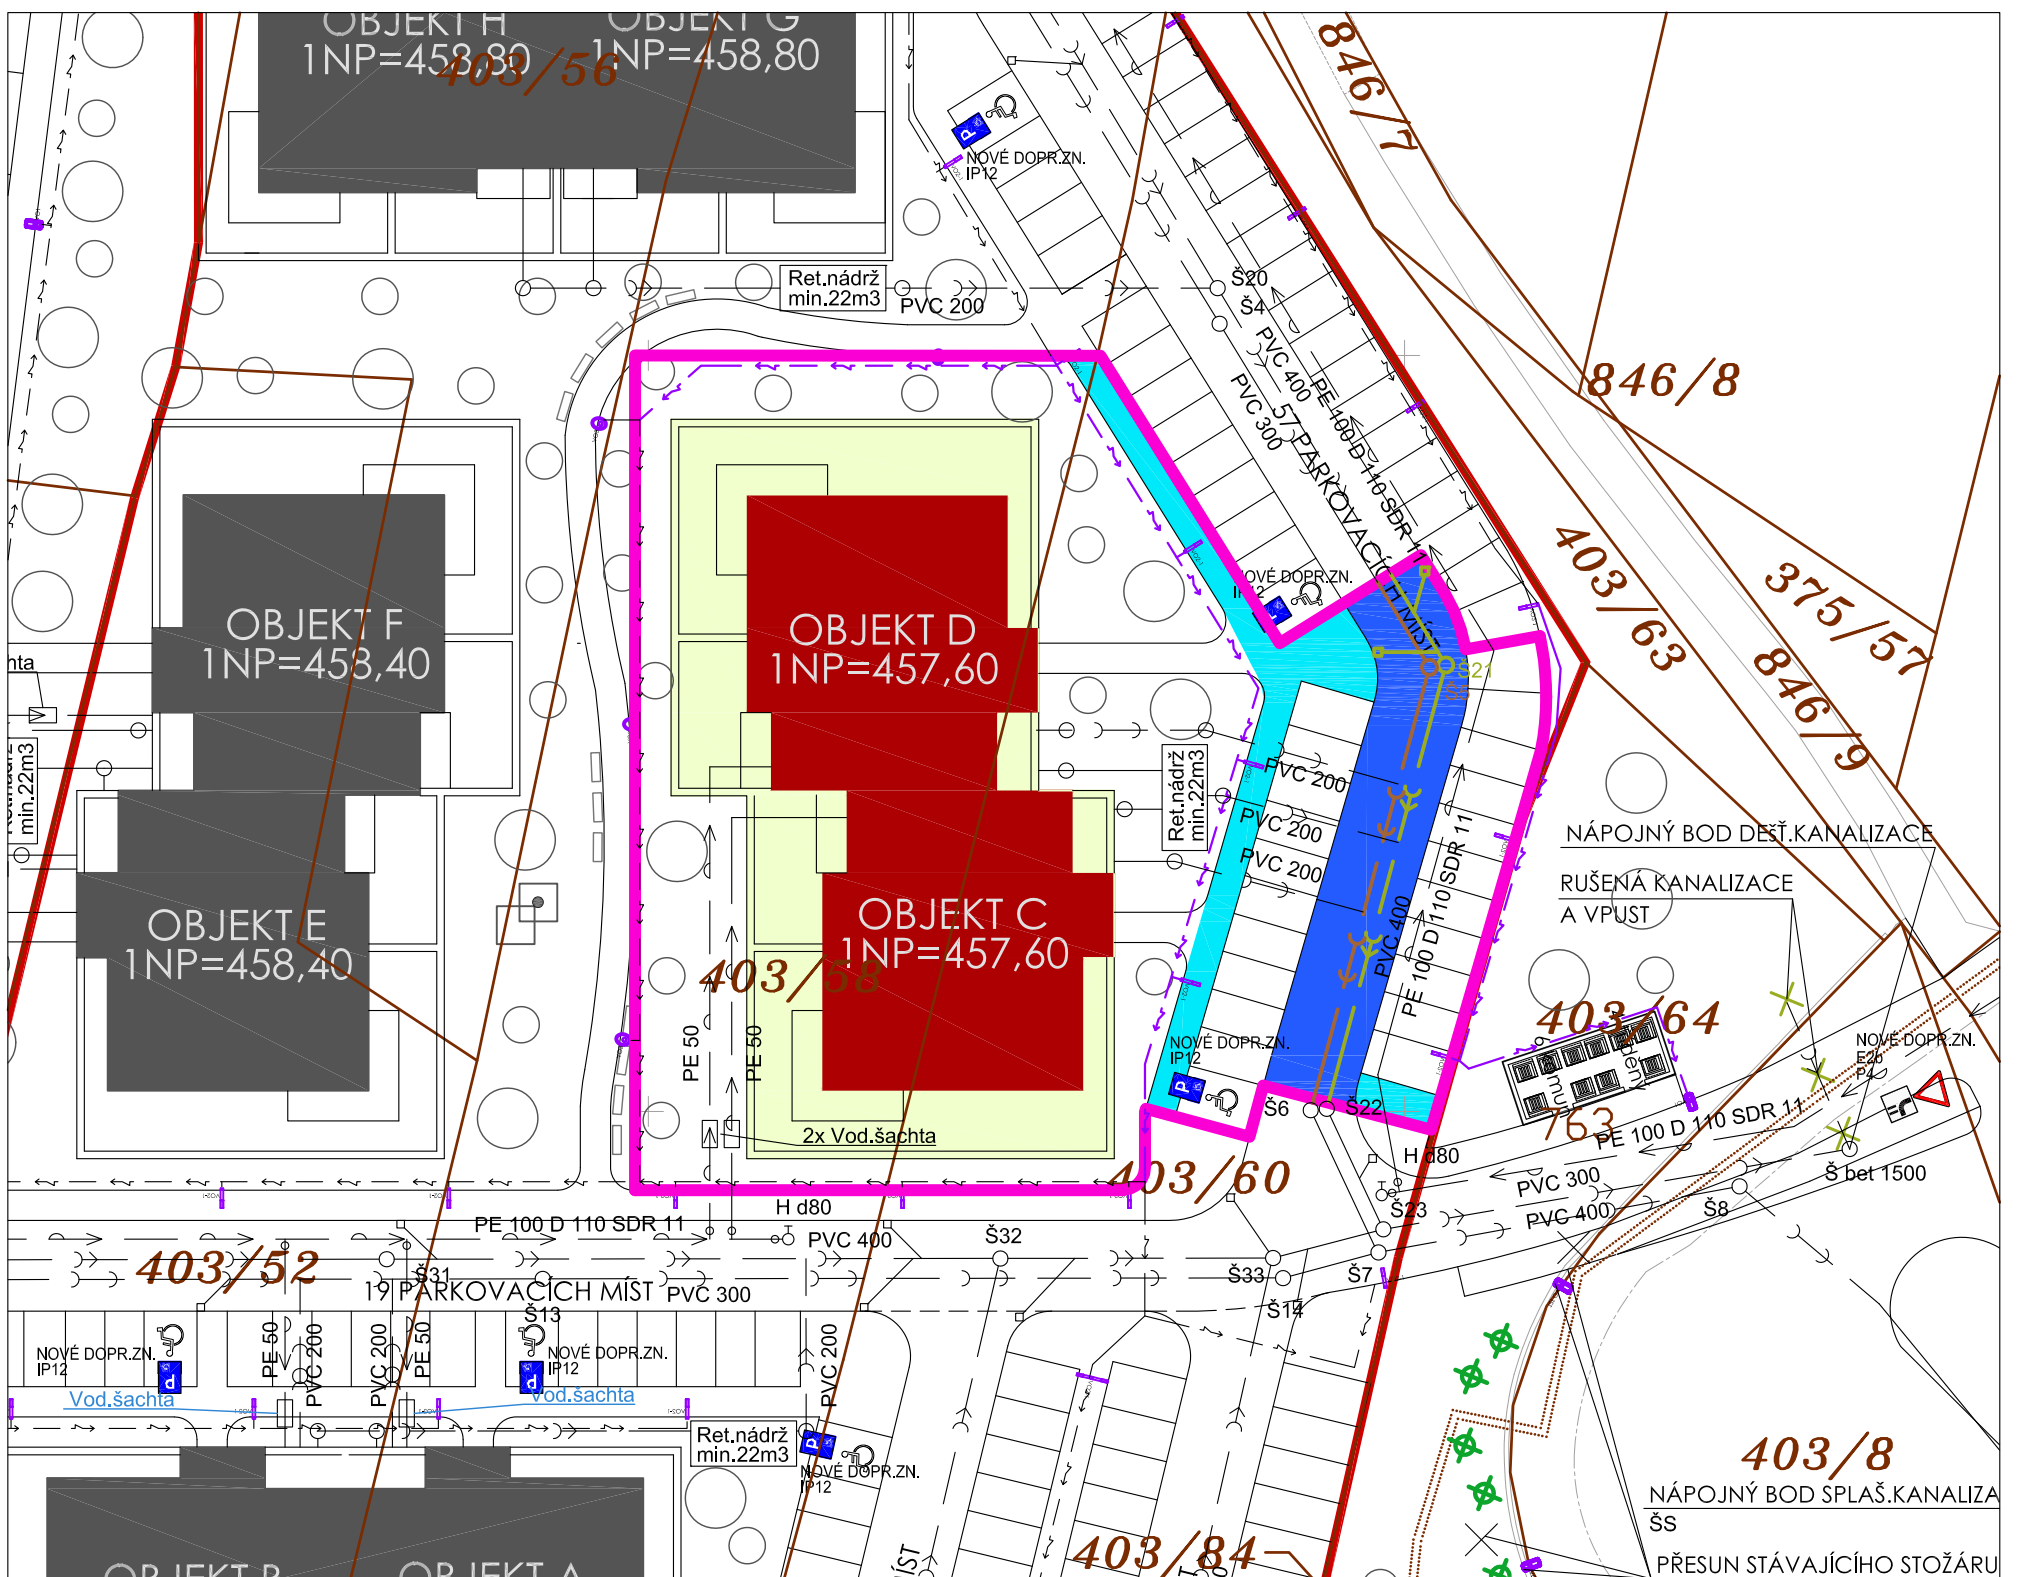 OBJEKT H
1NP=458,80
OBJEKT G
1NP=458,80
403/56
846/7
NOVÉ DOPR.ZN.
IP12
Ret.nádrž
min.22m3
PVC 200
Š20
Š4
PVC 400
PVC 300
PE 100 D 110 SDR 11
57 PARKOVACÍCH MÍST
846/8
403/63
375/57
846/9
OBJEKT F
1NP=458,40
OBJEKT D
1NP=457,60
NOVÉ DOPR.ZN.
Š21
min.22m3
Ret.nádrž
min.22m3
PVC 200
PVC 200
PVC 200
PVC 400
PE 100 D 110 SDR 11
NÁPOJNÝ BOD DEŠŤ.KANALIZACE
RUŠENÁ KANALIZACE
A VPUST
OBJEKT E
1NP=458,40
OBJEKT C
1NP=457,60
403/58
403/64
NOVÉ DOPR.ZN.
IP12
NOVÉ DOPR.ZN.
PE 50
PE 50
2x Vod.šachta
Š6
Š22
763
PE 100 D 110 SDR 11
H d80
403/60
Š bet 1500
PVC 300
PVC 400
Š8
Š23
H d80
PE 100 D 110 SDR 11
PVC 400
Š32
Š33
Š7
Š14
403/52
Š31
19 PARKOVACÍCH MÍST
PVC 300
Š13
NOVÉ DOPR.ZN.
IP12
PE 50
PVC 200
PVC 200
PE 50
NOVÉ DOPR.ZN.
IP12
PVC 200
Vod.šachta
Vod.šachta
Ret.nádrž
min.22m3
NOVÉ DOPR.ZN.
IP12
403/8
NÁPOJNÝ BOD SPLAŠ.KANALIZA
ŠS
403/84
PŘESUN STÁVAJÍCÍHO STOŽÁRU
OBJEKT B
OBJEKT A